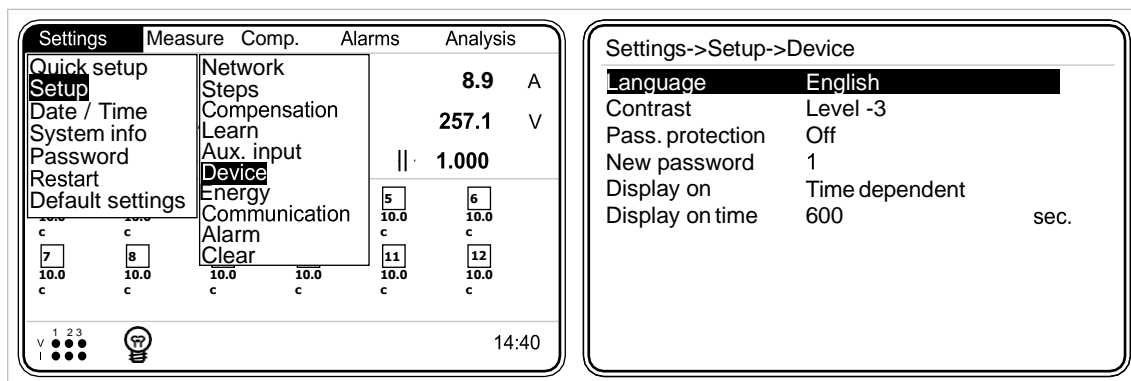 Settings Measure Comp. Alarms Analysis
Quick setup
Setup
Date / Time
System info
Password
Restart
Default settings
Network
Steps
Compensation
Learn
Aux. input
Device
Energy
Communication
Alarm
Clear
8.9 A
257.1 V
1.000
5 6
10.0 10.0
c c
7 8 11 12
10.0 10.0 10.0 10.0 10.0
c c c c c c
1 2 3
V
I
14:40
Settings->Setup->Device
Language English
Contrast Level -3
Pass. protection Off
New password 1
Display on Time dependent
Display on time 600 sec.